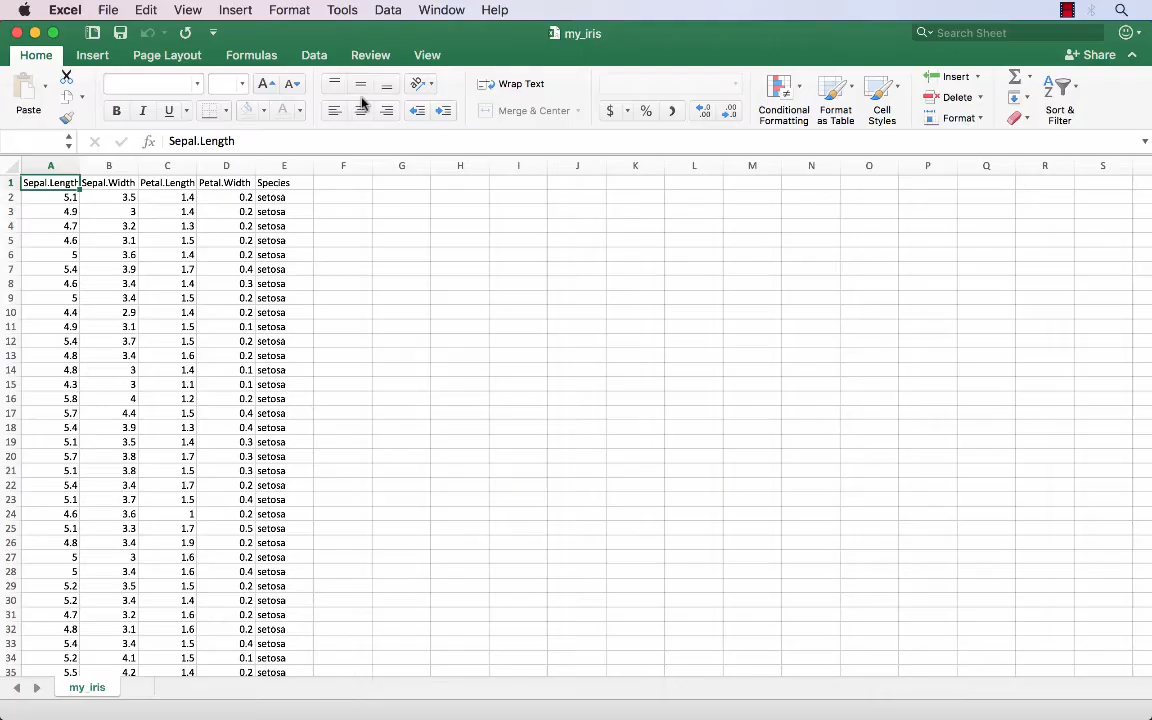 Excel File Edit View Insert Format Tools Data Window Help
my_iris
Search Sheet
Home Insert Page Layout Formulas Data Review View
Share
Paste
A A
Wrap Text
Insert
B I U A
Merge & Center
$ %
Conditional Formatting
Format as Table
Cell Styles
Delete
Format
Sort & Filter
fx Sepal.Length
A B C D E F G H I J K L M N O P Q R S
1 Sepal.Length Sepal.Width Petal.Length Petal.Width Species
2 5.1 3.5 1.4 0.2 setosa
3 4.9 3 1.4 0.2 setosa
4 4.7 3.2 1.3 0.2 setosa
5 4.6 3.1 1.5 0.2 setosa
6 5 3.6 1.4 0.2 setosa
7 5.4 3.9 1.7 0.4 setosa
8 4.6 3.4 1.4 0.3 setosa
9 5 3.4 1.5 0.2 setosa
10 4.4 2.9 1.4 0.2 setosa
11 4.9 3.1 1.5 0.1 setosa
12 5.4 3.7 1.5 0.2 setosa
13 4.8 3.4 1.6 0.2 setosa
14 4.8 3 1.4 0.1 setosa
15 4.3 3 1.1 0.1 setosa
16 5.8 4 1.2 0.2 setosa
17 5.7 4.4 1.5 0.4 setosa
18 5.4 3.9 1.3 0.4 setosa
19 5.1 3.5 1.4 0.3 setosa
20 5.7 3.8 1.7 0.3 setosa
21 5.1 3.8 1.5 0.3 setosa
22 5.4 3.4 1.7 0.2 setosa
23 5.1 3.7 1.5 0.4 setosa
24 4.6 3.6 1 0.2 setosa
25 5.1 3.3 1.7 0.5 setosa
26 4.8 3.4 1.9 0.2 setosa
27 5 3 1.6 0.2 setosa
28 5 3.4 1.6 0.4 setosa
29 5.2 3.5 1.5 0.2 setosa
30 5.2 3.4 1.4 0.2 setosa
31 4.7 3.2 1.6 0.2 setosa
32 4.8 3.1 1.6 0.2 setosa
33 5.4 3.4 1.5 0.4 setosa
34 5.2 4.1 1.5 0.1 setosa
35 5.5 4.2 1.4 0.2 setosa
my_iris